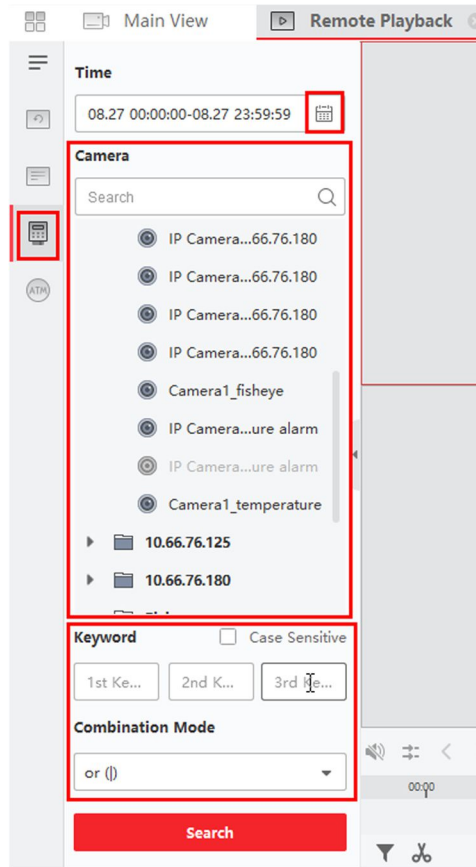 Main View
Remote Playback
Time
08.27 00:00:00-08.27 23:59:59
Camera
Search
IP Camera...66.76.180
IP Camera...66.76.180
IP Camera...66.76.180
IP Camera...66.76.180
Camera1_fisheye
IP Camera...ure alarm
IP Camera...ure alarm
ATM
Camera1_temperature
10.66.76.125
10.66.76.180
Keyword
Case Sensitive
1st Ke...
2nd K...
3rd Ke...
Combination Mode
or (|)
00:00
Search